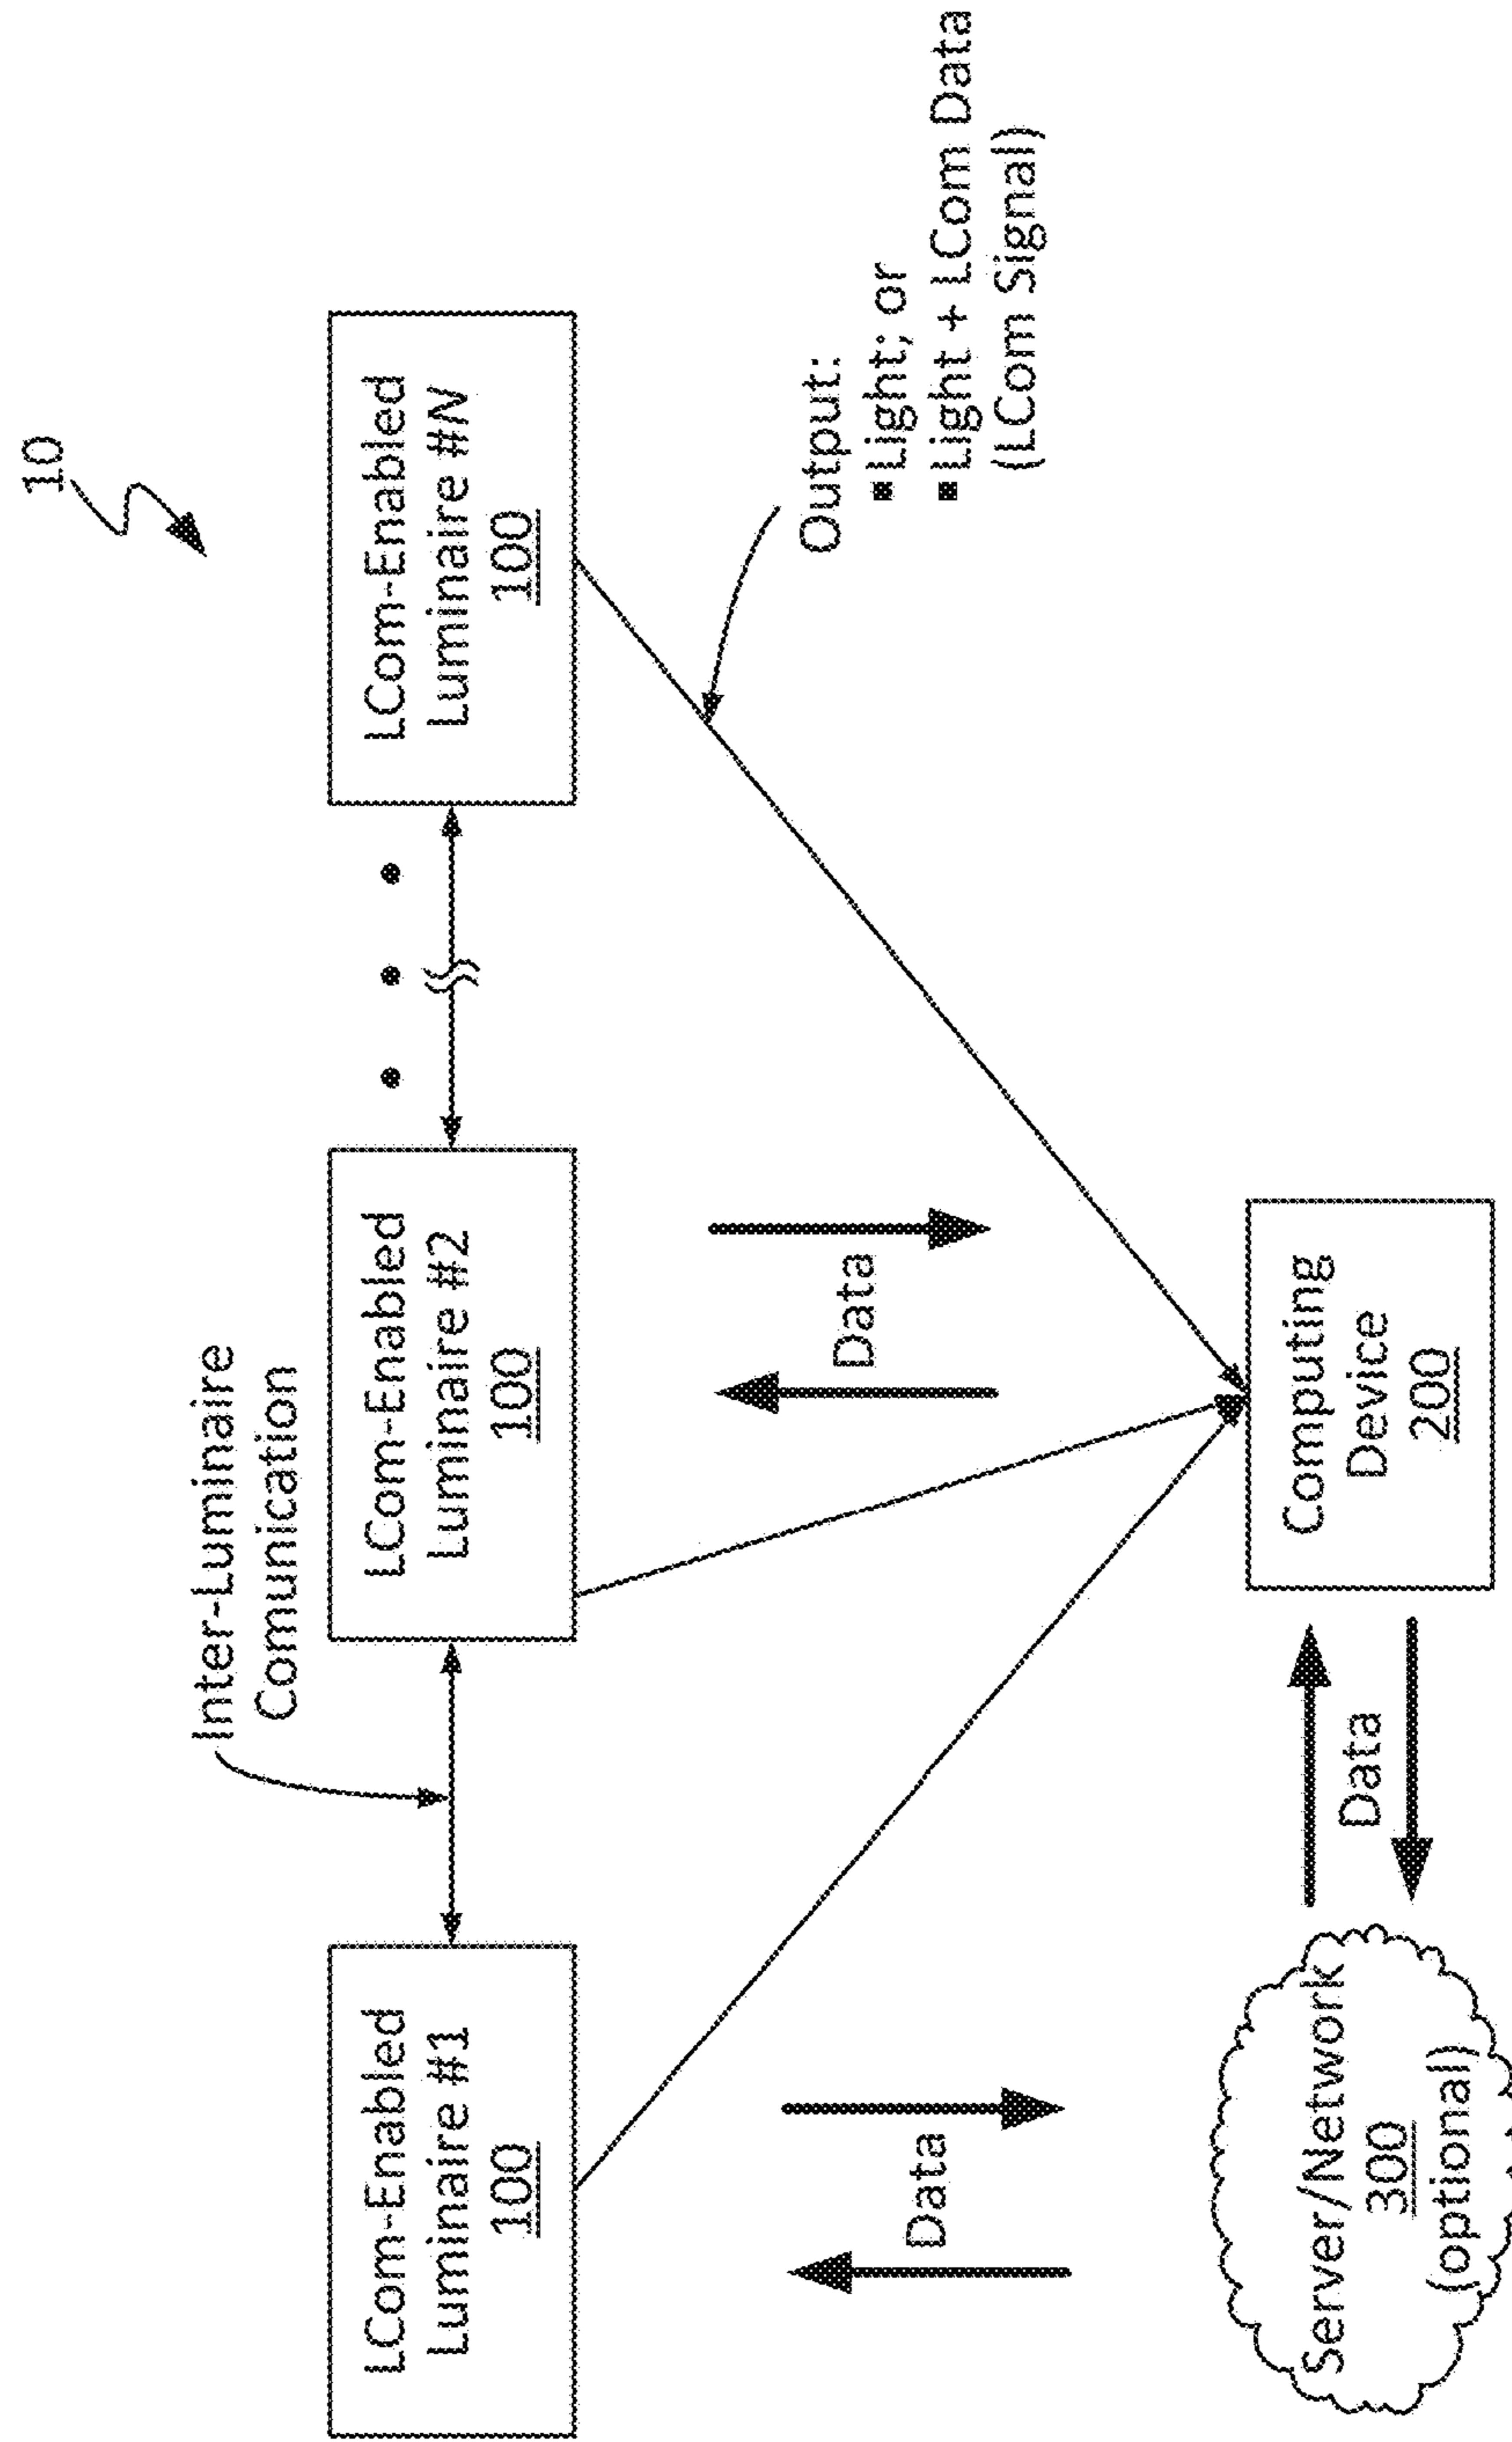 10
Inter-Luminaire
Comunication
LCom-Enabled
Luminaire #1
100
LCom-Enabled
Luminaire #2
100
LCom-Enabled
Luminaire #N
100
Output:
▪ Light; or
▪ Light + LCom Data
(LCom Signal)
Data
Data
Server/Network
300
(optional)
Data
Computing
Device
200